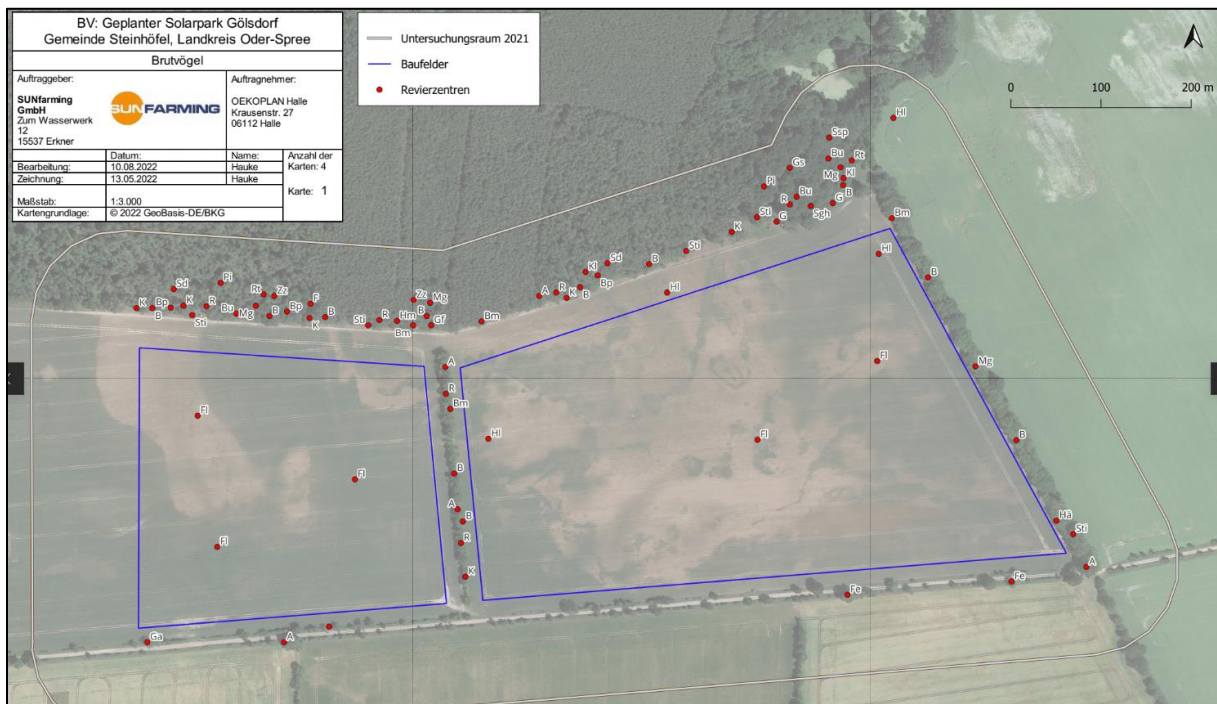 BV: Geplanter Solarpark Gölsdorf
Gemeinde Steinhöfel, Landkreis Oder-Spree
Brutvögel
Auftraggeber:
SUNfarming
GmbH
Zum Wasserwerk
12
15537 Erkner
SUNFARMING
Auftragnehmer:
OEKOPLAN Halle
Krausenstr. 27
06112 Halle
Datum: Name: Anzahl der
Bearbeitung: 10.08.2022 Hauke Karten: 4
Zeichnung: 13.05.2022 Hauke
Karte: 1
Maßstab: 1:3.000
Kartengrundlage: © 2022 GeoBasis-DE/BKG
Untersuchungsraum 2021
Baufelder
Revierzentren
0 100 200 m
Hl
Ssp
Bu
Rt
Gs
Mg
Kl
Pi
B
Bu
R
G
Sgh
Sti
G
Bm
K
Hl
Sti
B
Sd
B
Kl
Bp
Hl
B
A
R
K
Pi
Sd
Rt
Zz
F
Zz
Mg
K
Bp
R
Bp
B
Sti
Bu
Mg
B
K
B
Sti
R
Hm
B
Bm
Gf
Bm
Fl
Mg
A
R
Bm
Fl
Hl
Fl
B
B
Fl
A
B
Hä
Sti
R
Fl
A
K
Fe
Fe
Ga
A